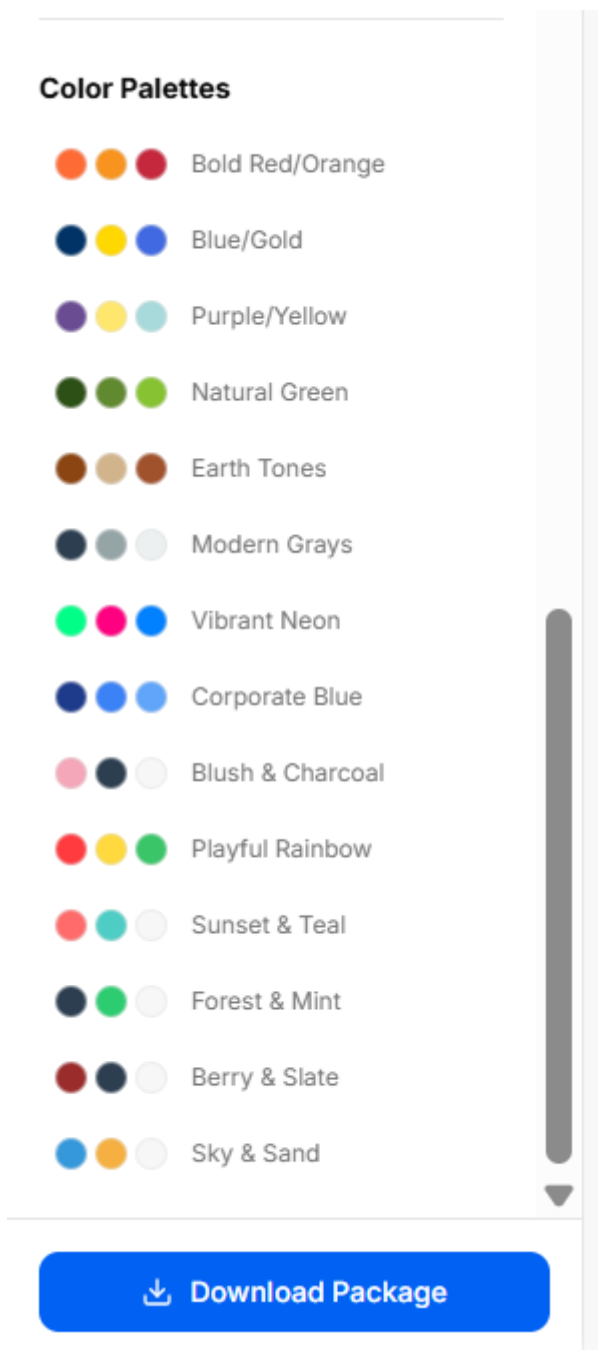 Color Palettes
Bold Red/Orange
Blue/Gold
Purple/Yellow
Natural Green
Earth Tones
Modern Grays
Vibrant Neon
Corporate Blue
Blush & Charcoal
Playful Rainbow
Sunset & Teal
Forest & Mint
Berry & Slate
Sky & Sand
Download Package